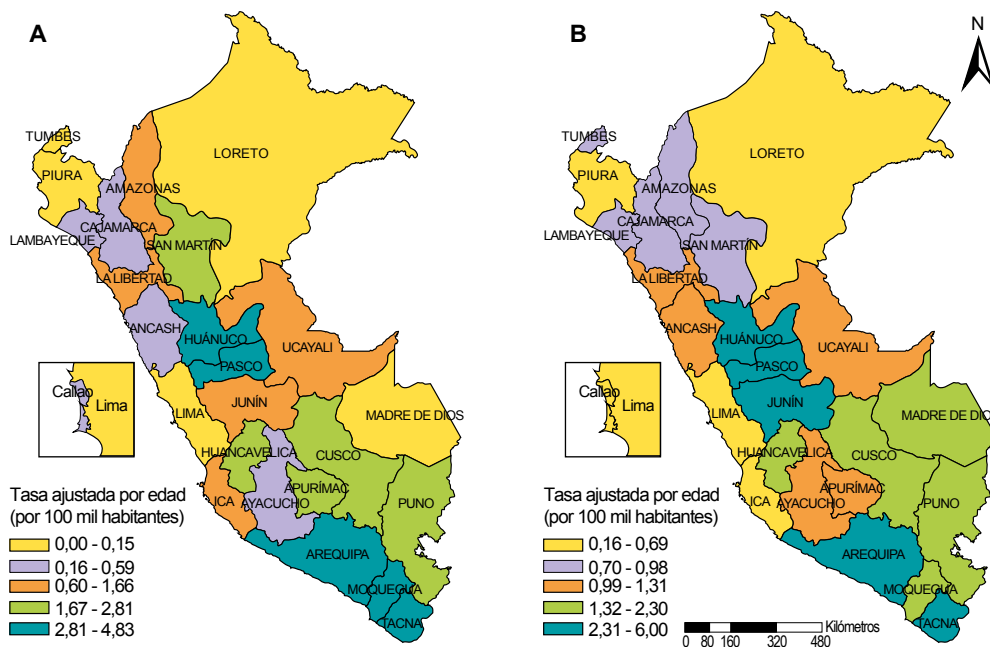 A
TUMBES
PIURA
LORETO
AMAZONAS
CAJAMARCA
LAMBAYEQUE
SAN MARTÍN
LA LIBERTAD
ANCASH
HUÁNUCO
UCAYALI
PASCO
Callao
Lima
LIMA
JUNÍN
MADRE DE DIOS
HUANCAVELICA
CUSCO
ICA
APURÍMAC
AYACUCHO
PUNO
AREQUIPA
MOQUEGUA
TACNA
Tasa ajustada por edad
(por 100 mil habitantes)
0,00 - 0,15
0,16 - 0,59
0,60 - 1,66
1,67 - 2,81
2,81 - 4,83
B
N
TUMBES
PIURA
LORETO
AMAZONAS
CAJAMARCA
LAMBAYEQUE
SAN MARTÍN
LA LIBERTAD
ANCASH
HUÁNUCO
UCAYALI
PASCO
Callao
Lima
LIMA
JUNÍN
MADRE DE DIOS
HUANCAVELICA
CUSCO
ICA
APURÍMAC
AYACUCHO
PUNO
AREQUIPA
MOQUEGUA
TACNA
Tasa ajustada por edad
(por 100 mil habitantes)
0,16 - 0,69
0,70 - 0,98
0,99 - 1,31
1,32 - 2,30
2,31 - 6,00
Kilómetros
0 80 160 320 480